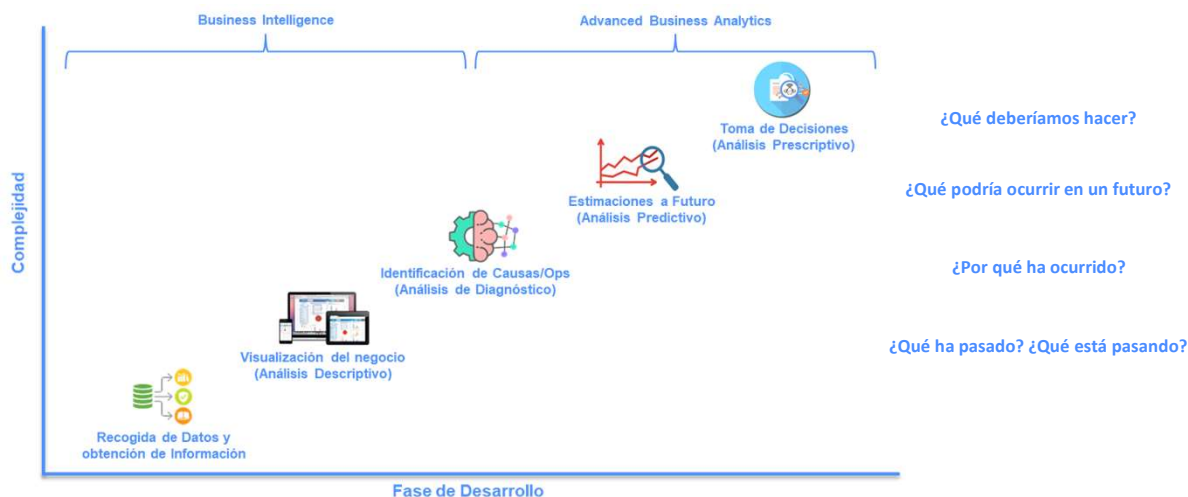 Business Intelligence
Advanced Business Analytics
Toma de Decisiones
(Análisis Prescriptivo)
¿Qué deberíamos hacer?
Estimaciones a Futuro
(Análisis Predictivo)
¿Qué podría ocurrir en un futuro?
Identificación de Causas/Ops
(Análisis de Diagnóstico)
¿Por qué ha ocurrido?
Visualización del negocio
(Análisis Descriptivo)
¿Qué ha pasado? ¿Qué está pasando?
Recogida de Datos y
obtención de Información
Complejidad
Fase de Desarrollo